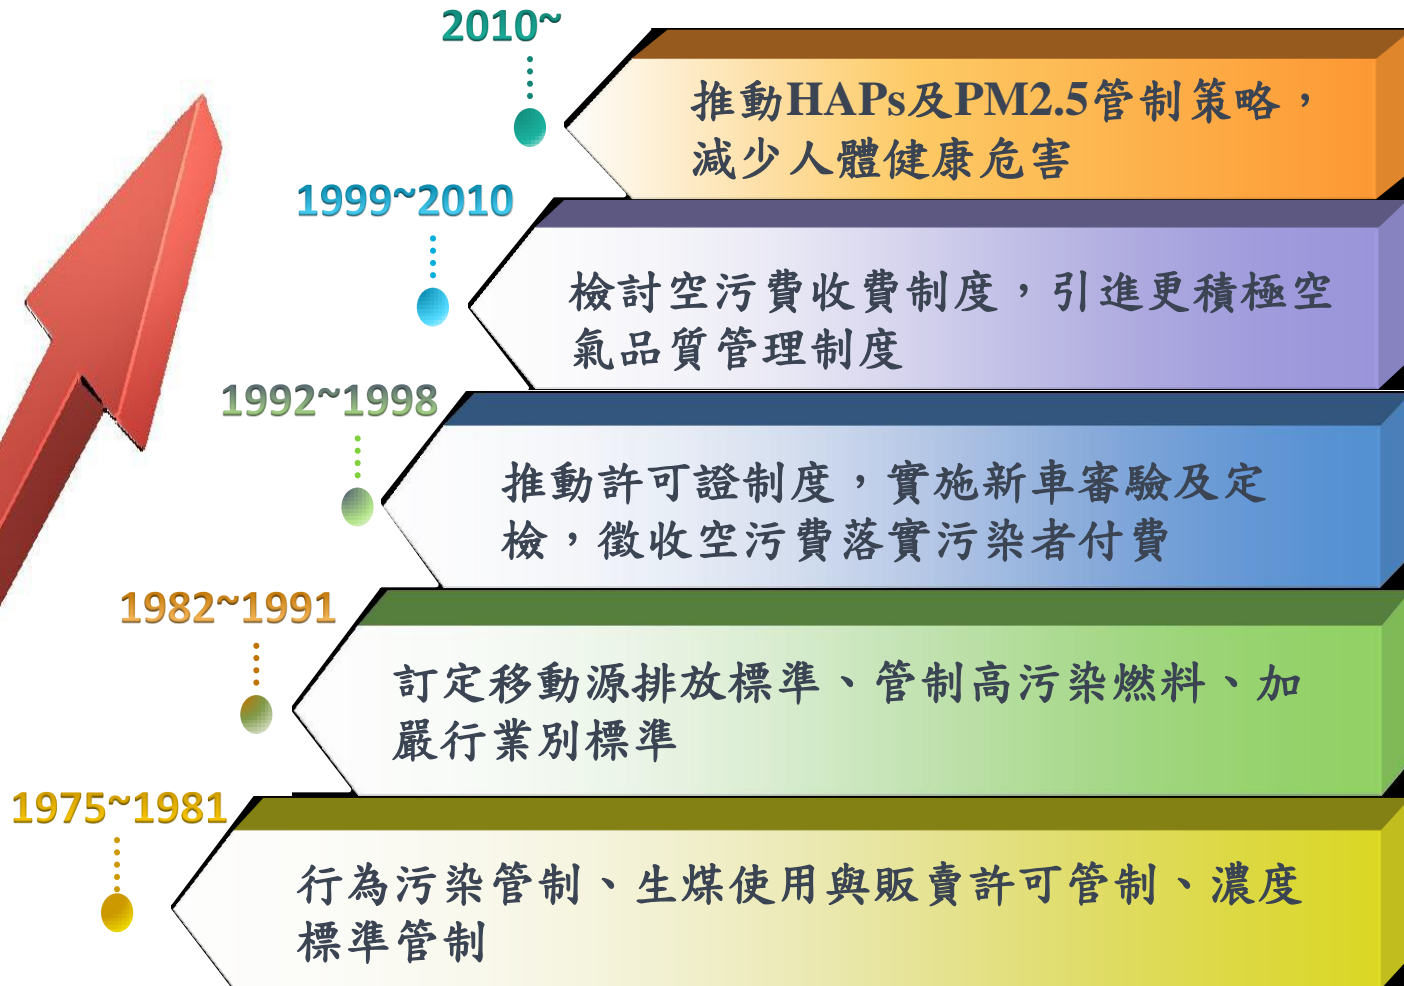 2010~
推動HAPs及PM2.5管制策略，
減少人體健康危害
1999~2010
檢討空污費收費制度，引進更積極空
氣品質管理制度
1992~1998
推動許可證制度，實施新車審驗及定
檢，徵收空污費落實污染者付費
1982~1991
訂定移動源排放標準、管制高污染燃料、加
嚴行業別標準
1975~1981
行為污染管制、生煤使用與販賣許可管制、濃度
標準管制